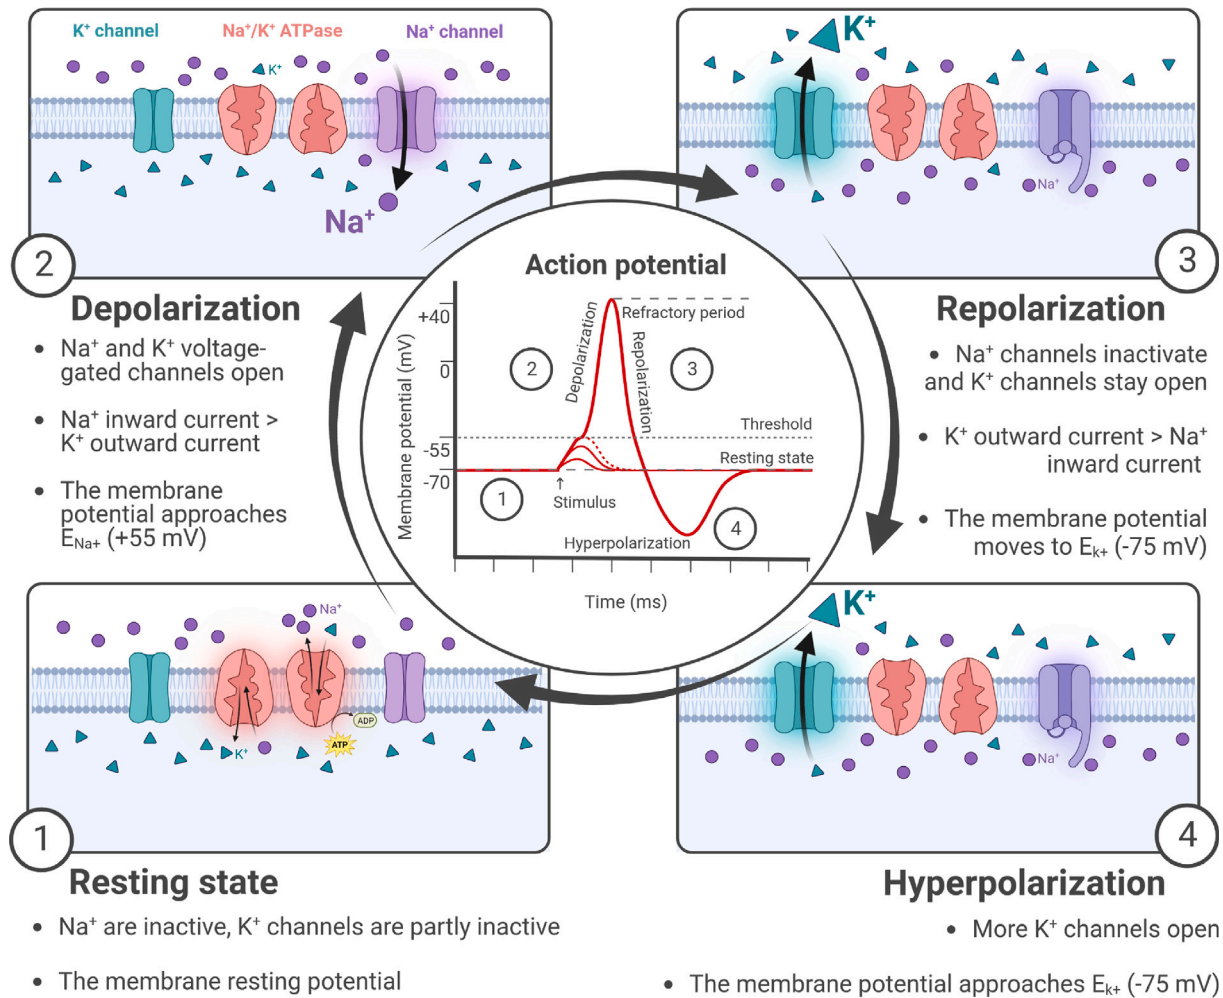 K⁺ channel
Na⁺/K⁺ ATPase
Na⁺ channel
K⁺
Na⁺
2
Depolarization
• Na⁺ and K⁺ voltage-
gated channels open
• Na⁺ inward current >
K⁺ outward current
• The membrane
potential approaches
E_Na+ (+55 mV)
K⁺
Na⁺
3
Repolarization
• Na⁺ channels inactivate
and K⁺ channels stay open
• K⁺ outward current > Na⁺
inward current
• The membrane potential
moves to E_k+ (-75 mV)
Action potential
Membrane potential (mV)
+40
0
-55
-70
Depolarization
Refractory period
Repolarization
2
3
Threshold
Resting state
1
↑
Stimulus
4
Hyperpolarization
Time (ms)
Na⁺
K⁺
ATP
ADP
1
Resting state
• Na⁺ are inactive, K⁺ channels are partly inactive
• The membrane resting potential
K⁺
Na⁺
4
Hyperpolarization
• More K⁺ channels open
• The membrane potential approaches E_k+ (-75 mV)